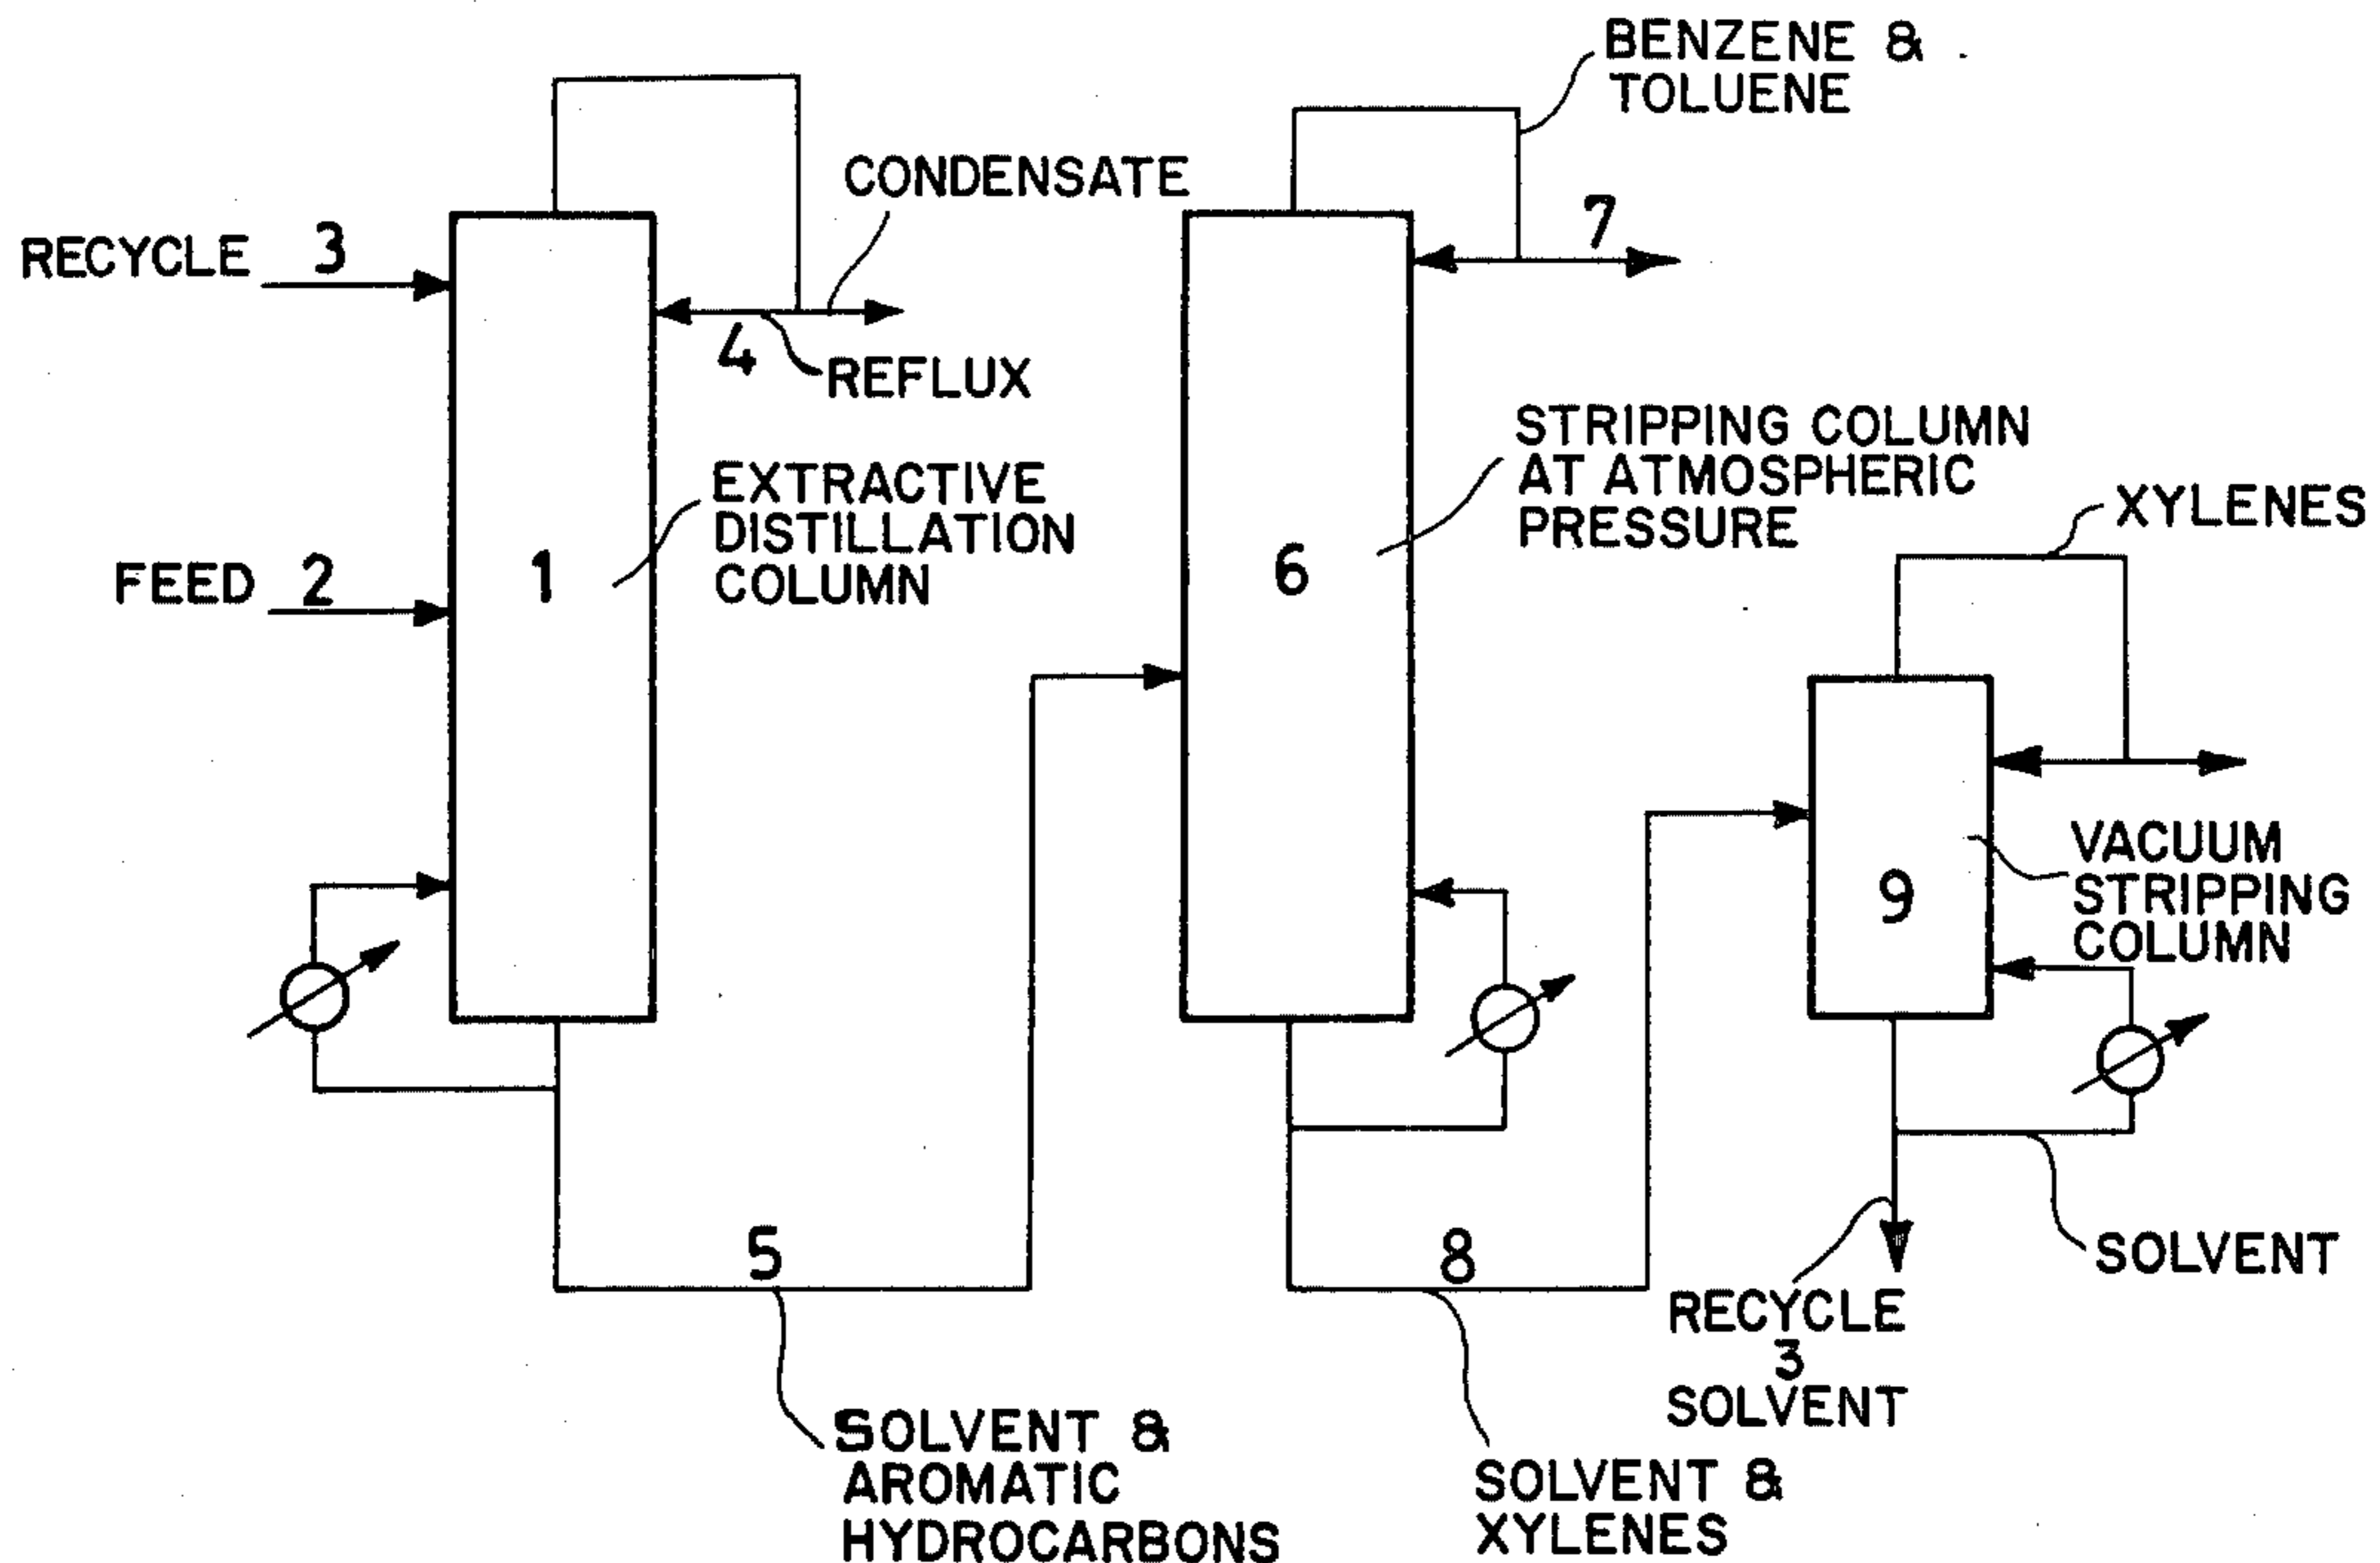 BENZENE &
TOLUENE
CONDENSATE
RECYCLE 3
7
4
REFLUX
STRIPPING COLUMN
AT ATMOSPHERIC
PRESSURE
EXTRACTIVE
DISTILLATION
COLUMN
XYLENES
FEED 2
1
6
VACUUM
STRIPPING
COLUMN
9
5
8
SOLVENT
RECYCLE
3
SOLVENT
SOLVENT &
AROMATIC
HYDROCARBONS
SOLVENT &
XYLENES